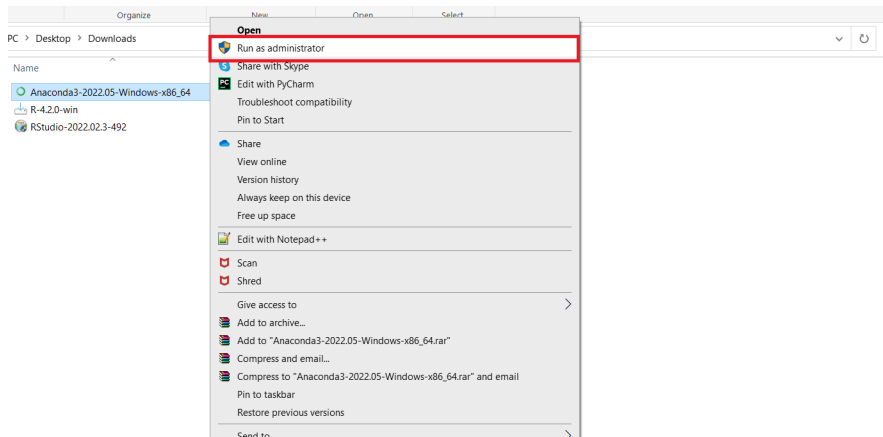 Organize New Open Select
PC > Desktop > Downloads
Name
Anaconda3-2022.05-Windows-x86_64
R-4.2.0-win
RStudio-2022.02.3-492
Open
Run as administrator
Share with Skype
PC Edit with PyCharm
Troubleshoot compatibility
Pin to Start
Share
View online
Version history
Always keep on this device
Free up space
Edit with Notepad++
Scan
Shred
Give access to
Add to archive...
Add to "Anaconda3-2022.05-Windows-x86_64.rar"
Compress and email...
Compress to "Anaconda3-2022.05-Windows-x86_64.rar" and email
Pin to taskbar
Restore previous versions
Send to